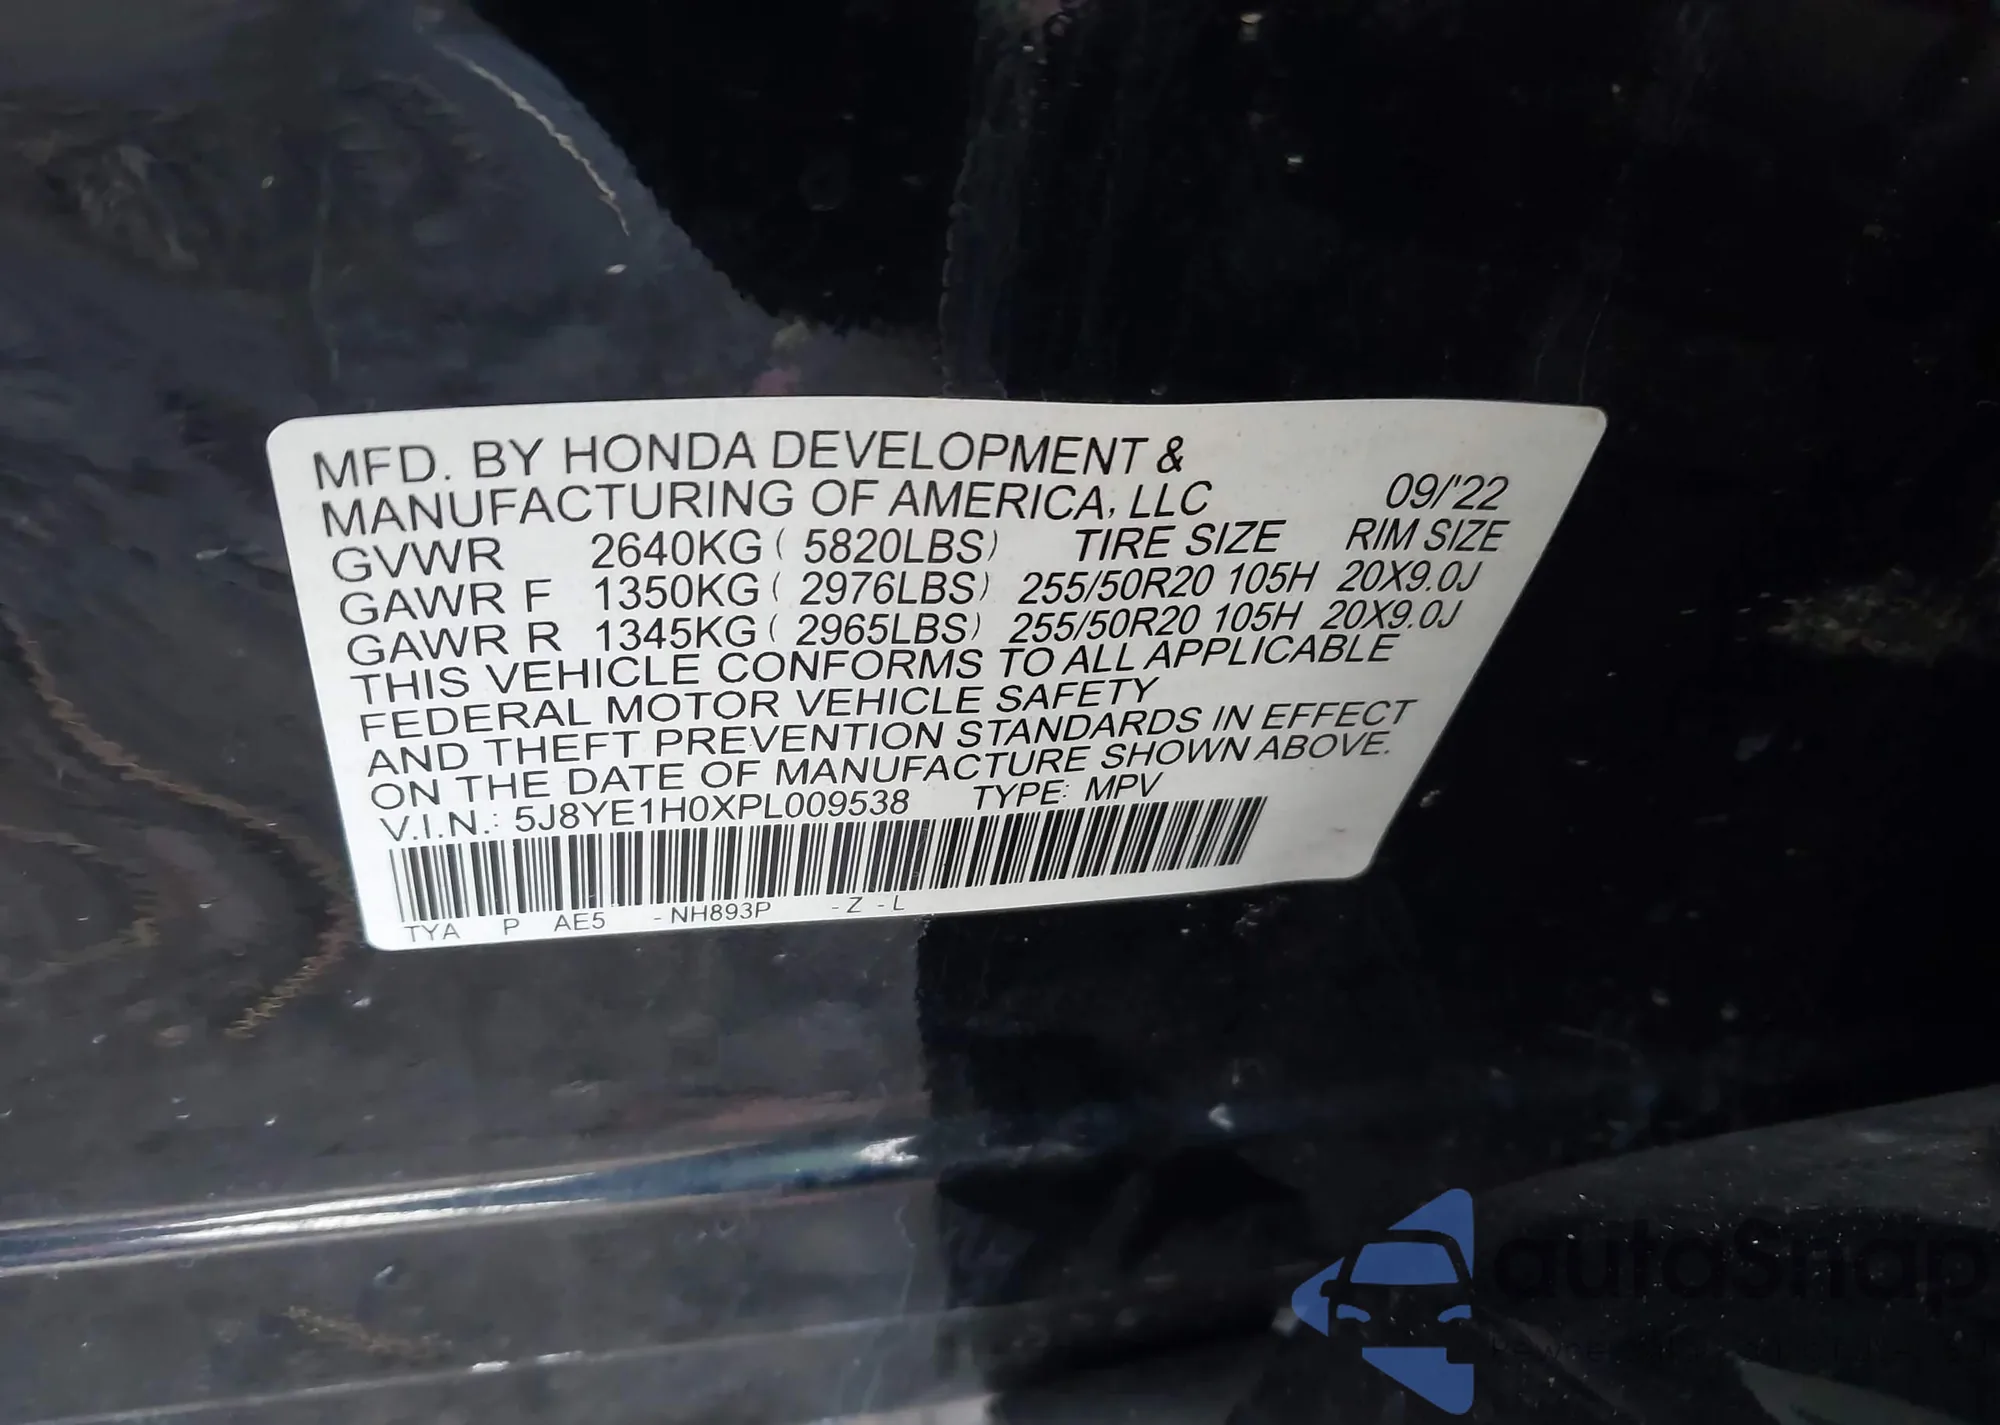 MFD. BY HONDA DEVELOPMENT &
MANUFACTURING OF AMERICA, LLC 09/'22
GVWR 2640KG ( 5820LBS) TIRE SIZE RIM SIZE
GAWR F 1350KG ( 2976LBS) 255/50R20 105H 20X9.0J
GAWR R 1345KG ( 2965LBS) 255/50R20 105H 20X9.0J
THIS VEHICLE CONFORMS TO ALL APPLICABLE
FEDERAL MOTOR VEHICLE SAFETY
AND THEFT PREVENTION STANDARDS IN EFFECT
ON THE DATE OF MANUFACTURE SHOWN ABOVE.
V.I.N.: 5J8YE1H0XPL009538 TYPE: MPV
TYA P AE5 - NH893P - Z - L
autoSnap